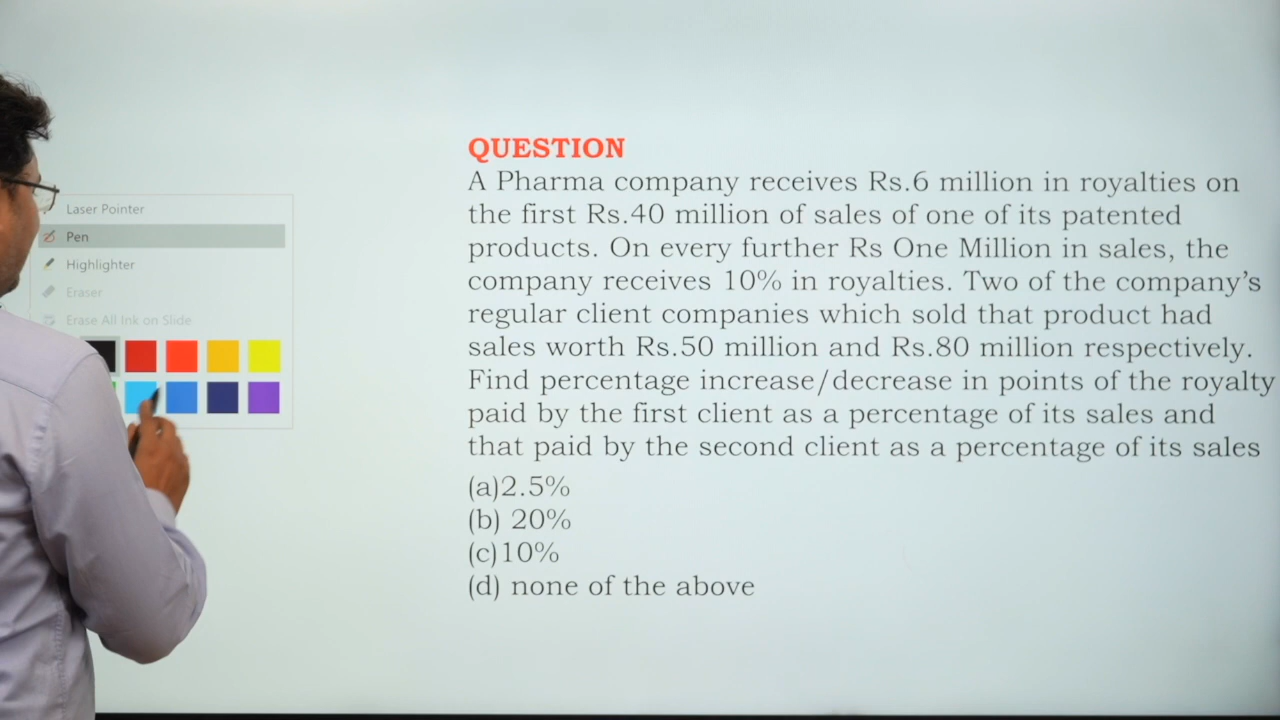 QUESTION
A Pharma company receives Rs.6 million in royalties on
the first Rs.40 million of sales of one of its patented
products. On every further Rs One Million in sales, the
company receives 10% in royalties. Two of the company's
regular client companies which sold that product had
sales worth Rs.50 million and Rs.80 million respectively.
Find percentage increase/decrease in points of the royalty
paid by the first client as a percentage of its sales and
that paid by the second client as a percentage of its sales
(a)2.5%
(b) 20%
(c)10%
(d) none of the above
Laser Pointer
Pen
Highlighter
Eraser
Erase All Ink on Slide